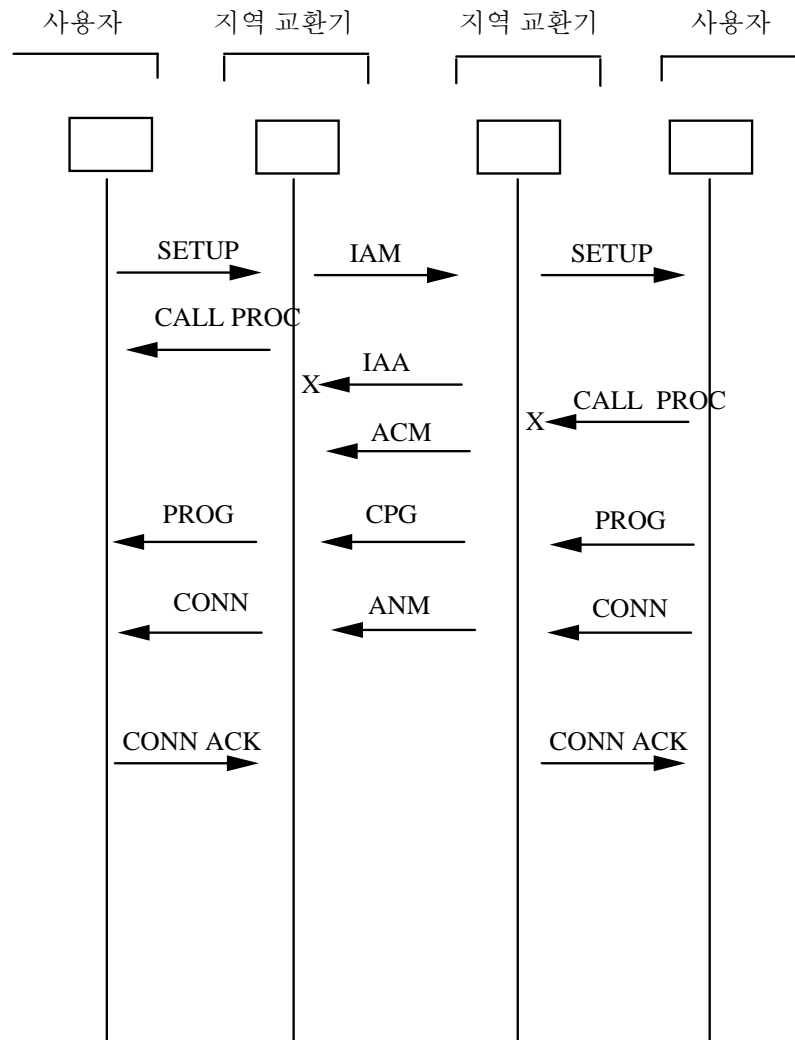 사용자 지역 교환기 지역 교환기 사용자
SETUP IAM SETUP
CALL PROC
IAA
X
CALL PROC
X
ACM
PROG CPG PROG
CONN ANM CONN
CONN ACK CONN ACK